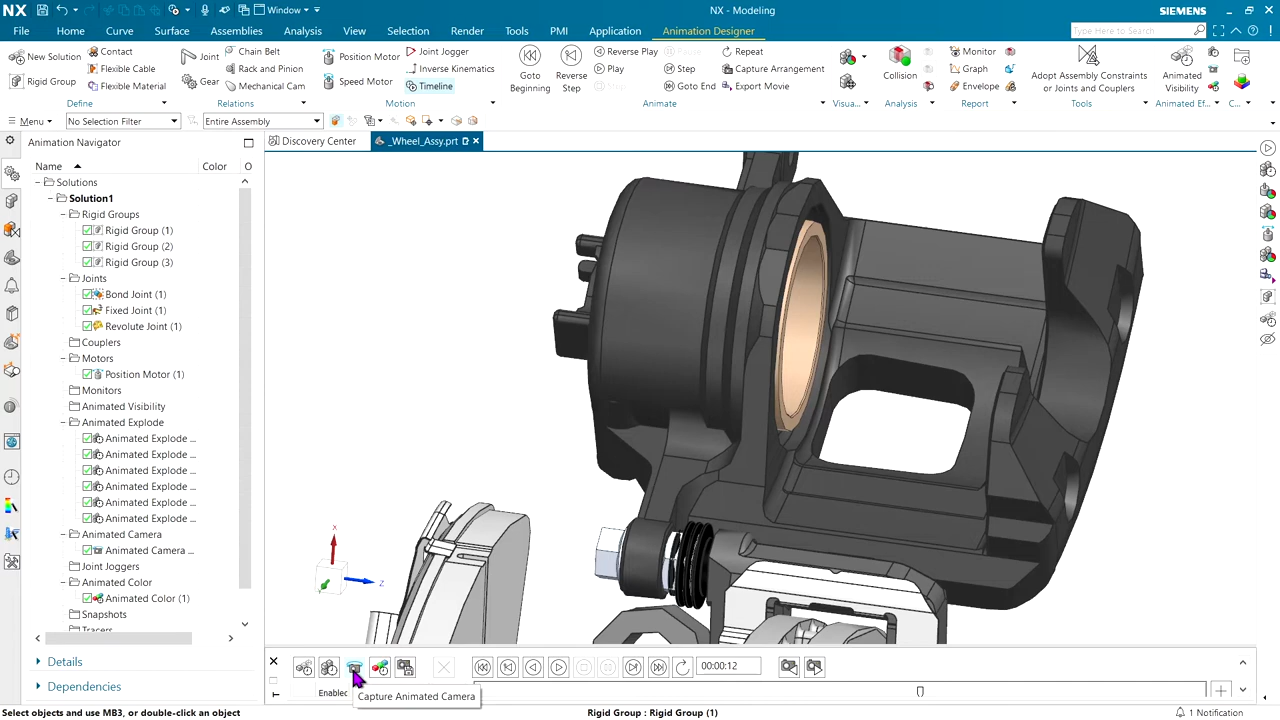 NX
Window
NX - Modeling
SIEMENS
File
Home
Curve
Surface
Assemblies
Analysis
View
Selection
Render
Tools
PMI
Application
Animation Designer
Type Here to Search
New Solution
Rigid Group
Contact
Flexible Cable
Flexible Material
Define
Joint
Gear
Chain Belt
Rack and Pinion
Mechanical Cam
Relations
Position Motor
Speed Motor
Joint Jogger
Inverse Kinematics
Timeline
Motion
Goto Beginning
Reverse Step
Reverse Play
Play
Stop
Pause
Step
Goto End
Repeat
Capture Arrangement
Export Movie
Animate
Visua...
Collision
Analysis
Monitor
Graph
Envelope
Report
Adopt Assembly Constraints or Joints and Couplers
Tools
Animated Visibility
Animated Ef...
C...
Menu
No Selection Filter
Entire Assembly
Animation Navigator
Discovery Center
_Wheel_Assy.prt
Name
Color
O
Solutions
Solution1
Rigid Groups
Rigid Group (1)
Rigid Group (2)
Rigid Group (3)
Joints
Bond Joint (1)
Fixed Joint (1)
Revolute Joint (1)
Couplers
Motors
Position Motor (1)
Monitors
Animated Visibility
Animated Explode
Animated Explode ...
Animated Explode ...
Animated Explode ...
Animated Explode ...
Animated Explode ...
Animated Explode ...
Animated Camera
Animated Camera ...
Joint Joggers
Animated Color
Animated Color (1)
Snapshots
Tracers
Details
Dependencies
X
Z
Y
00:00:12
Enabled
Capture Animated Camera
Select objects and use MB3, or double-click an object
Rigid Group : Rigid Group (1)
1 Notification